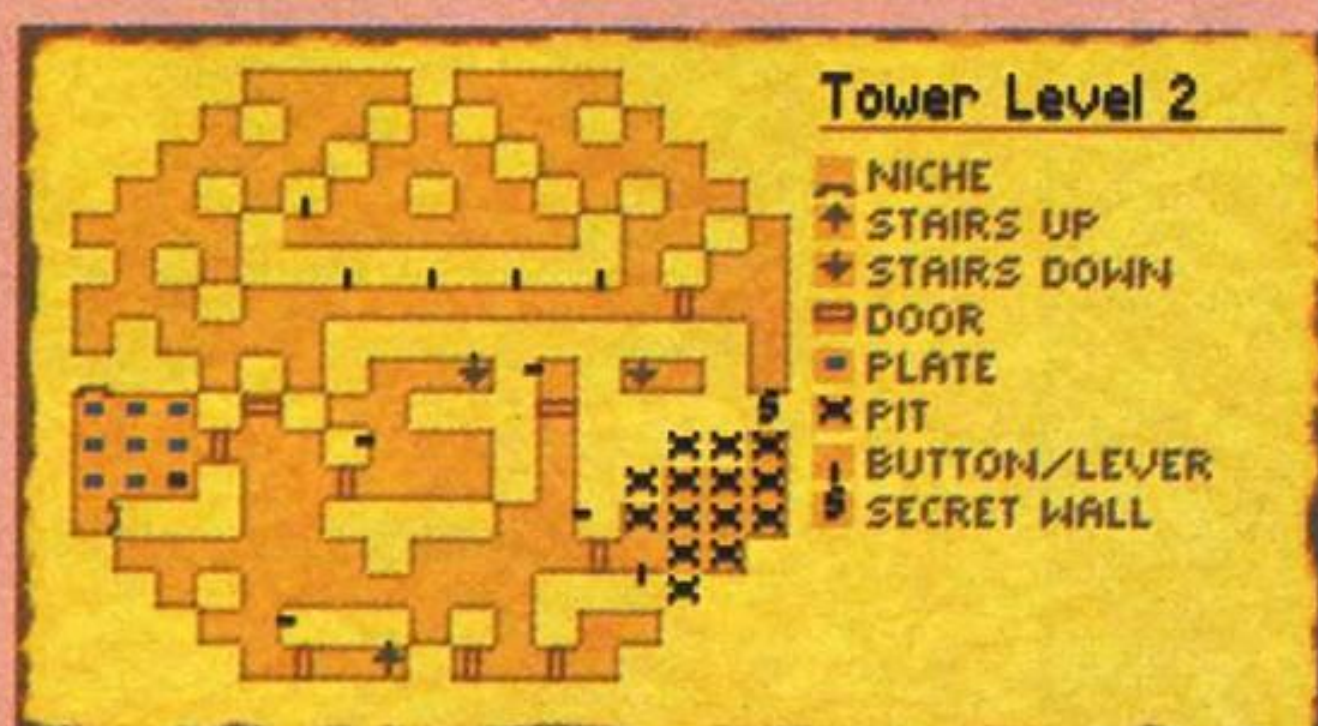 Tower Level 2
NICHE
STAIRS UP
STAIRS DOWN
DOOR
PLATE
PIT
BUTTON/LEVER
SECRET WALL
S
S